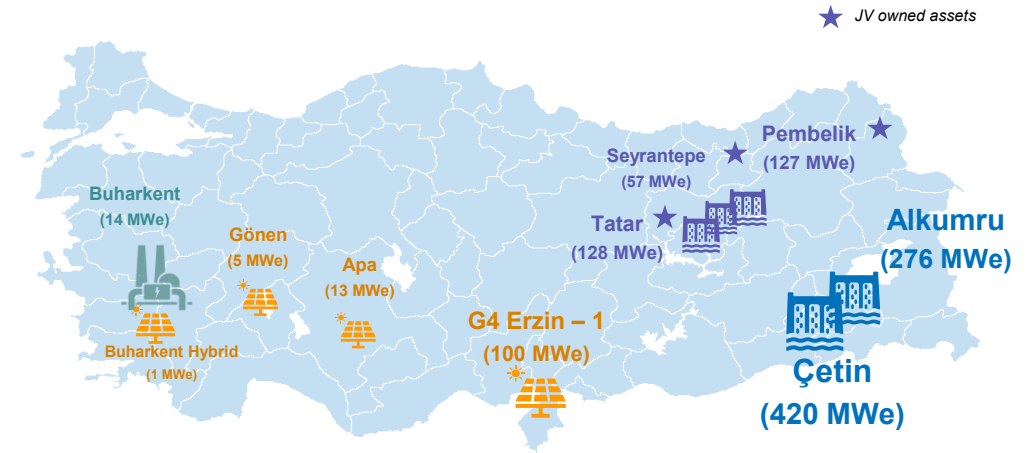 JV owned assets
Pembelik
(127 MWe)
Seyrantepe
(57 MWe)
Buharkent
(14 MWe)
Tatar
(128 MWe)
Alkumru
(276 MWe)
Gönen
(5 MWe)
Apa
(13 MWe)
G4 Erzin – 1
(100 MWe)
Buharkent Hybrid
(1 MWe)
Çetin
(420 MWe)